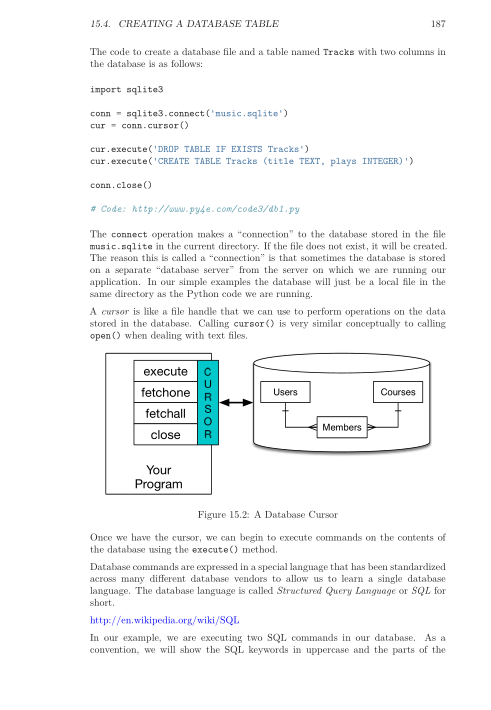 15.4. CREATING A DATABASE TABLE 187
The code to create a database file and a table named Tracks with two columns in
the database is as follows:
import sqlite3
conn = sqlite3.connect('music.sqlite')
cur = conn.cursor()
cur.execute('DROP TABLE IF EXISTS Tracks')
cur.execute('CREATE TABLE Tracks (title TEXT, plays INTEGER)')
conn.close()
# Code: http://www.py4e.com/code3/db1.py
The connect operation makes a “connection” to the database stored in the file
music.sqlite in the current directory. If the file does not exist, it will be created.
The reason this is called a “connection” is that sometimes the database is stored
on a separate “database server” from the server on which we are running our
application. In our simple examples the database will just be a local file in the
same directory as the Python code we are running.
A cursor is like a file handle that we can use to perform operations on the data
stored in the database. Calling cursor() is very similar conceptually to calling
open() when dealing with text files.
execute
fetchone
fetchall
close
C
U
R
S
O
R
Your
Program
Users
Courses
Members
Figure 15.2: A Database Cursor
Once we have the cursor, we can begin to execute commands on the contents of
the database using the execute() method.
Database commands are expressed in a special language that has been standardized
across many different database vendors to allow us to learn a single database
language. The database language is called Structured Query Language or SQL for
short.
http://en.wikipedia.org/wiki/SQL
In our example, we are executing two SQL commands in our database. As a
convention, we will show the SQL keywords in uppercase and the parts of the